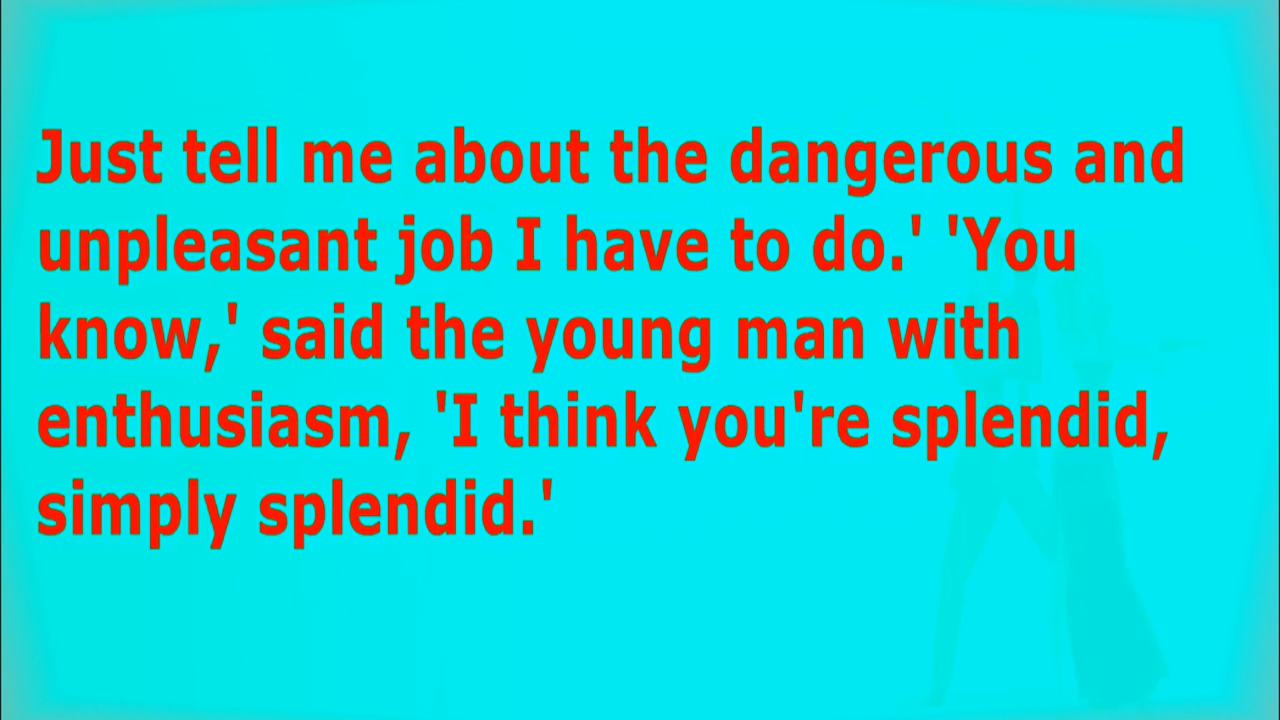 Just tell me about the dangerous and
unpleasant job I have to do.' 'You
know,' said the young man with
enthusiasm, 'I think you're splendid,
simply splendid.'